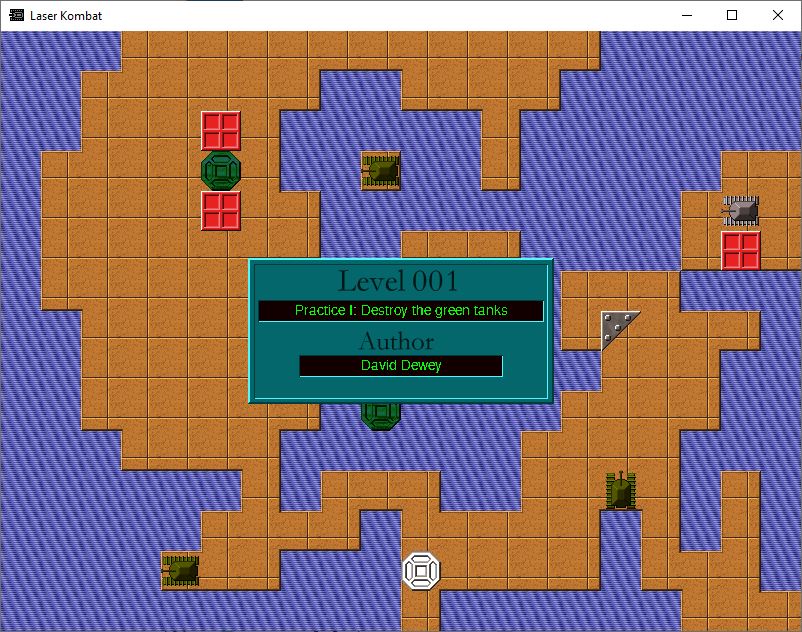 Laser Kombat
Level 001
Practice I: Destroy the green tanks
Author
David Dewey